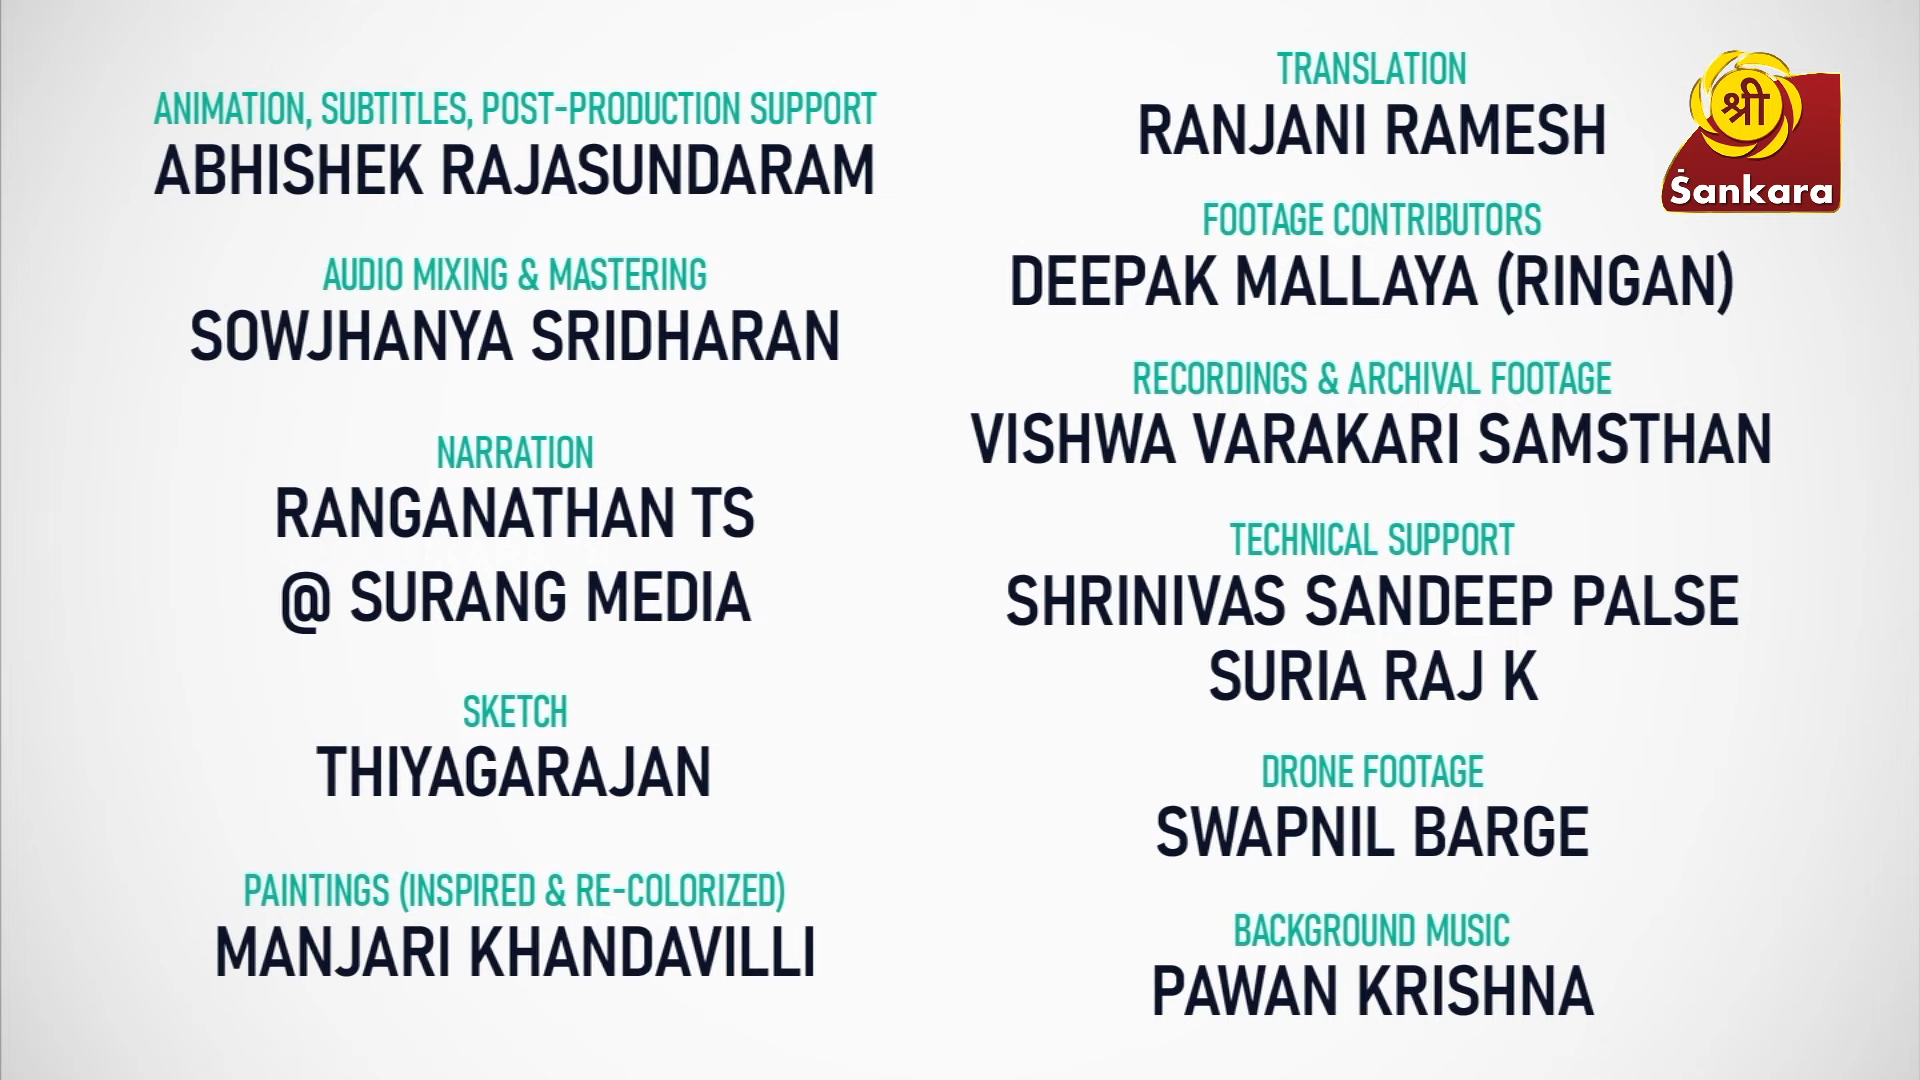 ANIMATION, SUBTITLES, POST-PRODUCTION SUPPORT
ABHISHEK RAJASUNDARAM
AUDIO MIXING & MASTERING
SOWJHANYA SRIDHARAN
NARRATION
RANGANATHAN TS
@ SURANG MEDIA
SKETCH
THIYAGARAJAN
PAINTINGS (INSPIRED & RE-COLORIZED)
MANJARI KHANDAVILLI
TRANSLATION
RANJANI RAMESH
FOOTAGE CONTRIBUTORS
DEEPAK MALLAYA (RINGAN)
RECORDINGS & ARCHIVAL FOOTAGE
VISHWA VARAKARI SAMSTHAN
TECHNICAL SUPPORT
SHRINIVAS SANDEEP PALSE
SURIA RAJ K
DRONE FOOTAGE
SWAPNIL BARGE
BACKGROUND MUSIC
PAWAN KRISHNA
श्री
Sankara